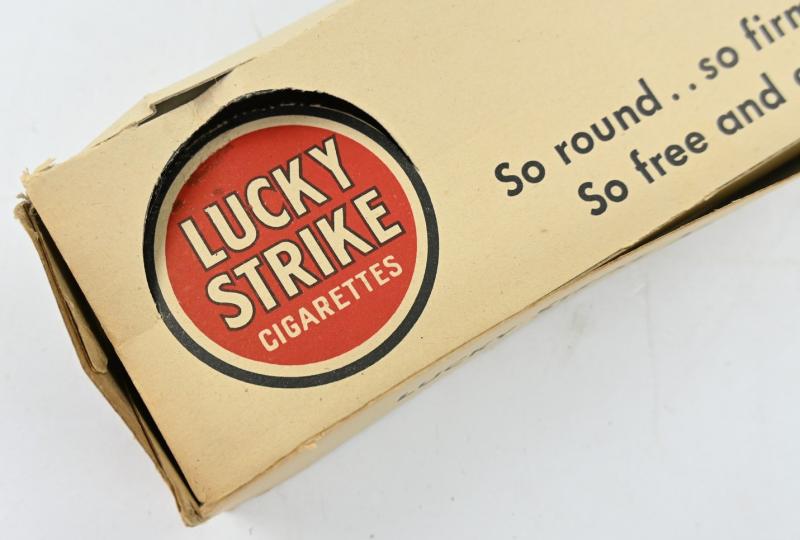 LUCKY
STRIKE
CIGARETTES
So round..so firm
So free and